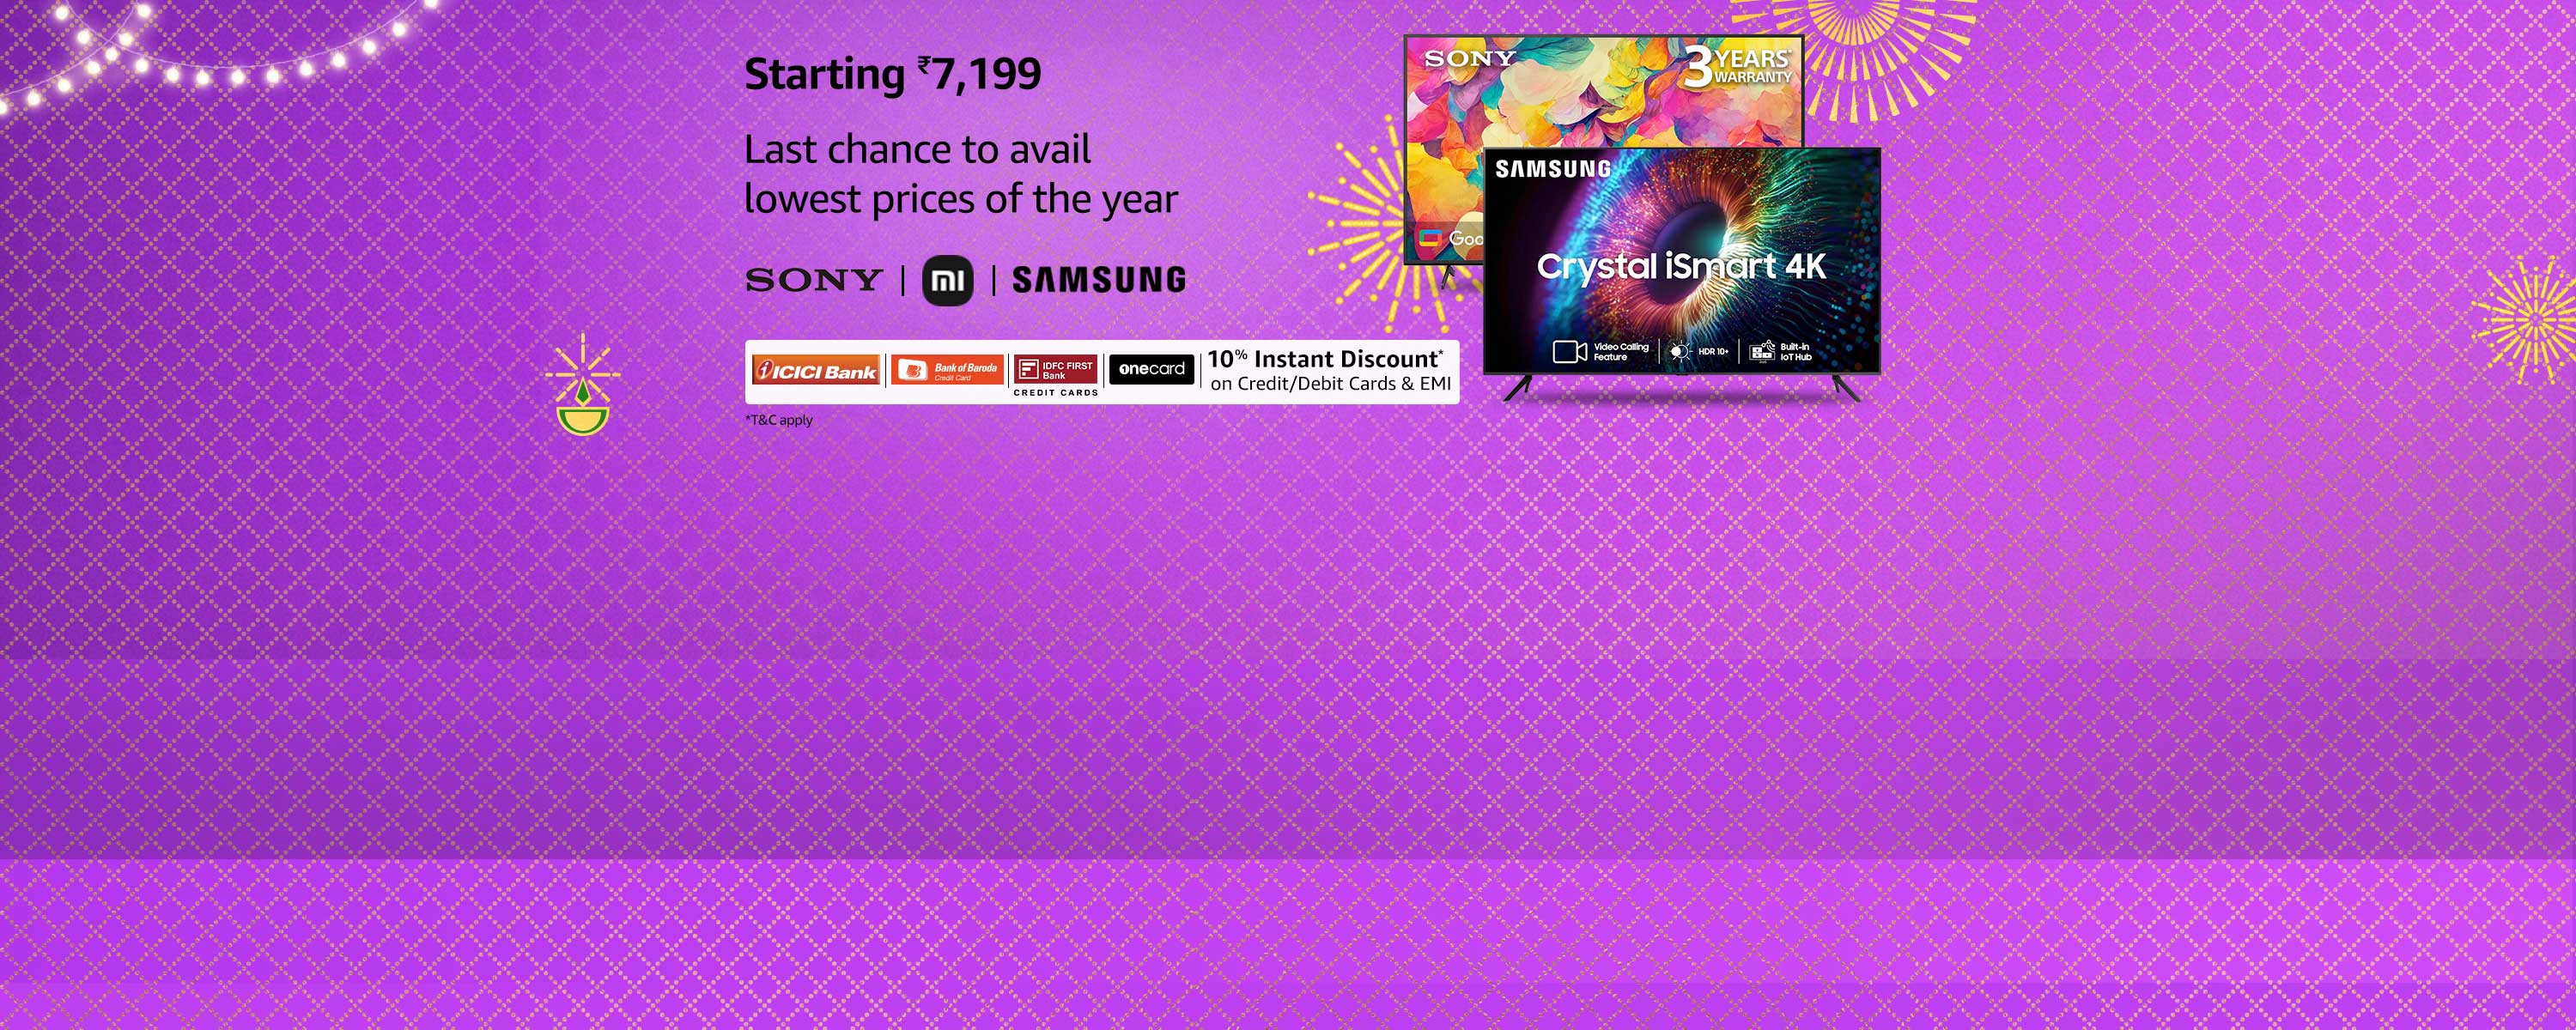 Starting ₹7,199
Last chance to avail
lowest prices of the year
SONY | mi | SAMSUNG
ICICI Bank
Bank of Baroda
Credit Card
IDFC FIRST
Bank
CREDIT CARDS
onecard
10% Instant Discount*
on Credit/Debit Cards & EMI
*T&C apply
SONY
3 YEARS*
WARRANTY
Goo
SAMSUNG
Crystal iSmart 4K
Video Calling
Feature
HDR 10+
Built-in
IoT Hub